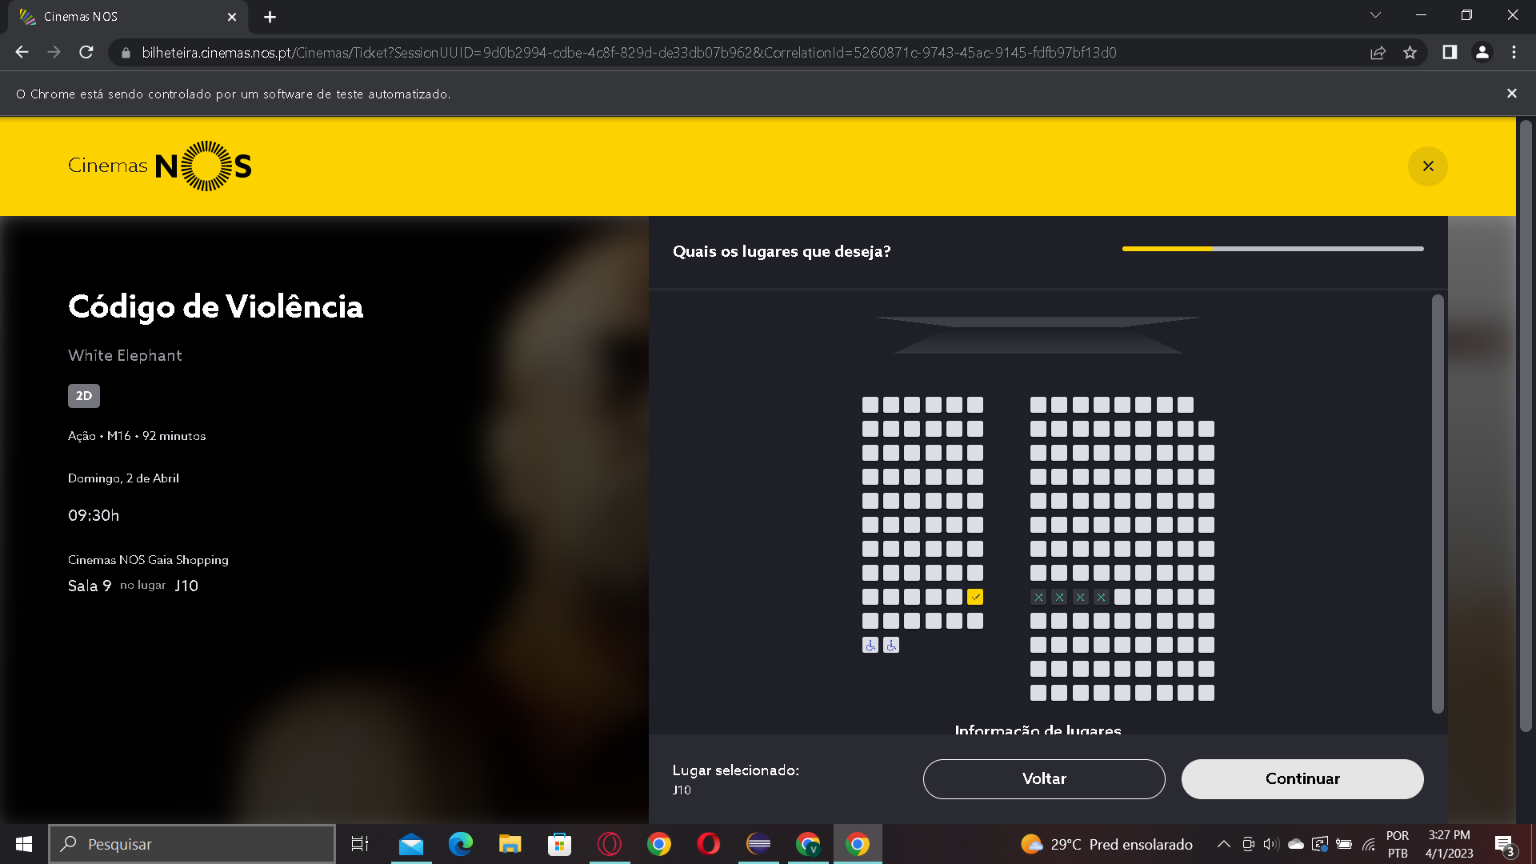 Cinemas NOS
bilheteira.cinemas.nos.pt/Cinemas/Ticket?SessionUUID=9d0b2994-cdbe-4c8f-829d-de33db07b962&CorrelationId=5260871c-9743-45ac-9145-fdfb97bf13d0
O Chrome está sendo controlado por um software de teste automatizado.
Cinemas NOS
Quais os lugares que deseja?
Código de Violência
White Elephant
2D
Ação • M16 • 92 minutos
Domingo, 2 de Abril
09:30h
Cinemas NOS Gaia Shopping
Sala 9 no lugar J10
Informação de lugares
Lugar selecionado:
J10
Voltar
Continuar
Pesquisar
29°C Pred ensolarado
POR
PTB
3:27 PM
4/1/2023
3